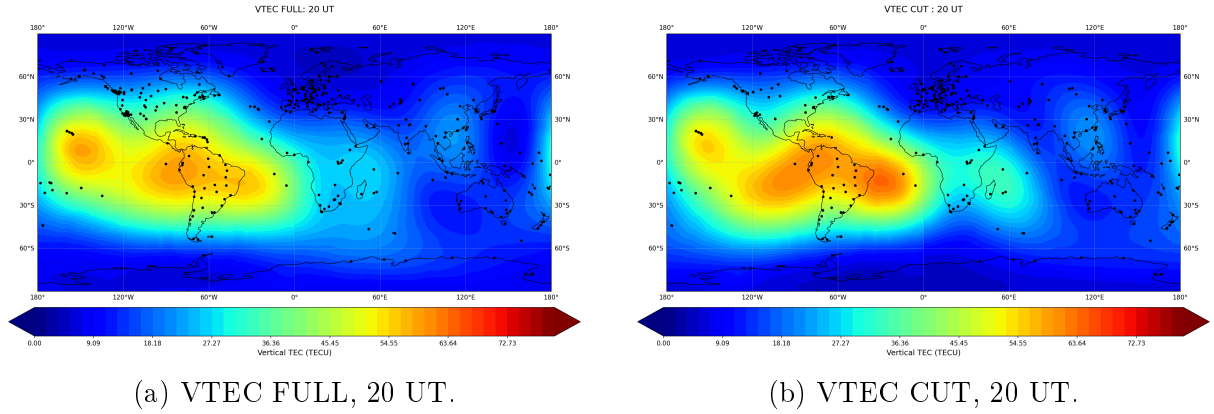 VTEC FULL: 20 UT
180° 120°W 60°W 0° 60°E 120°E 180°
60°N 60°N
30°N 30°N
0° 0°
30°S 30°S
60°S 60°S
180° 120°W 60°W 0° 60°E 120°E 180°
0.00 9.09 18.18 27.27 36.36 45.45 54.55 63.64 72.73
Vertical TEC (TECU)
(a) VTEC FULL, 20 UT.
VTEC CUT : 20 UT
180° 120°W 60°W 0° 60°E 120°E 180°
60°N 60°N
30°N 30°N
0° 0°
30°S 30°S
60°S 60°S
180° 120°W 60°W 0° 60°E 120°E 180°
0.00 9.09 18.18 27.27 36.36 45.45 54.55 63.64 72.73
Vertical TEC (TECU)
(b) VTEC CUT, 20 UT.